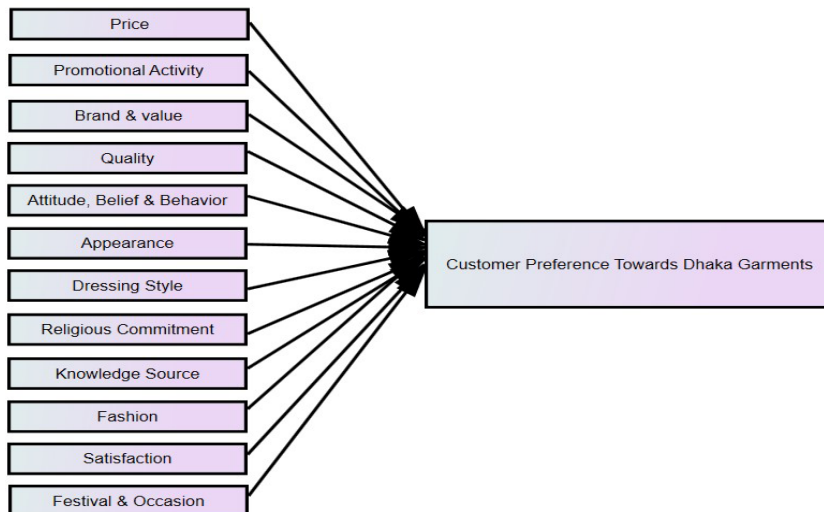 Price
Promotional Activity
Brand & value
Quality
Attitude, Belief & Behavior
Appearance
Dressing Style
Religious Commitment
Knowledge Source
Fashion
Satisfaction
Festival & Occasion
Customer Preference Towards Dhaka Garments